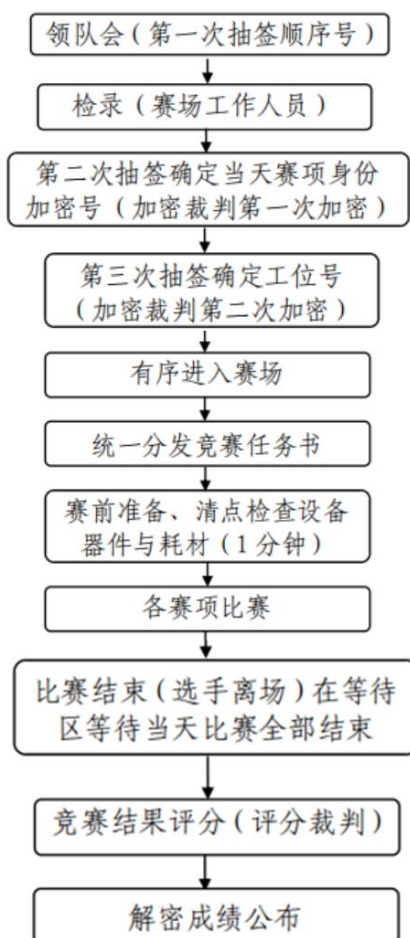 领队会（第一次抽签顺序号）
检录（赛场工作人员）
第二次抽签确定当天赛项身份
加密号（加密裁判第一次加密）
第三次抽签确定工位号
（加密裁判第二次加密）
有序进入赛场
统一分发竞赛任务书
赛前准备、清点检查设备
器件与耗材（1分钟）
各赛项比赛
比赛结束（选手离场）在等待
区等待当天比赛全部结束
竞赛结果评分（评分裁判）
解密成绩公布